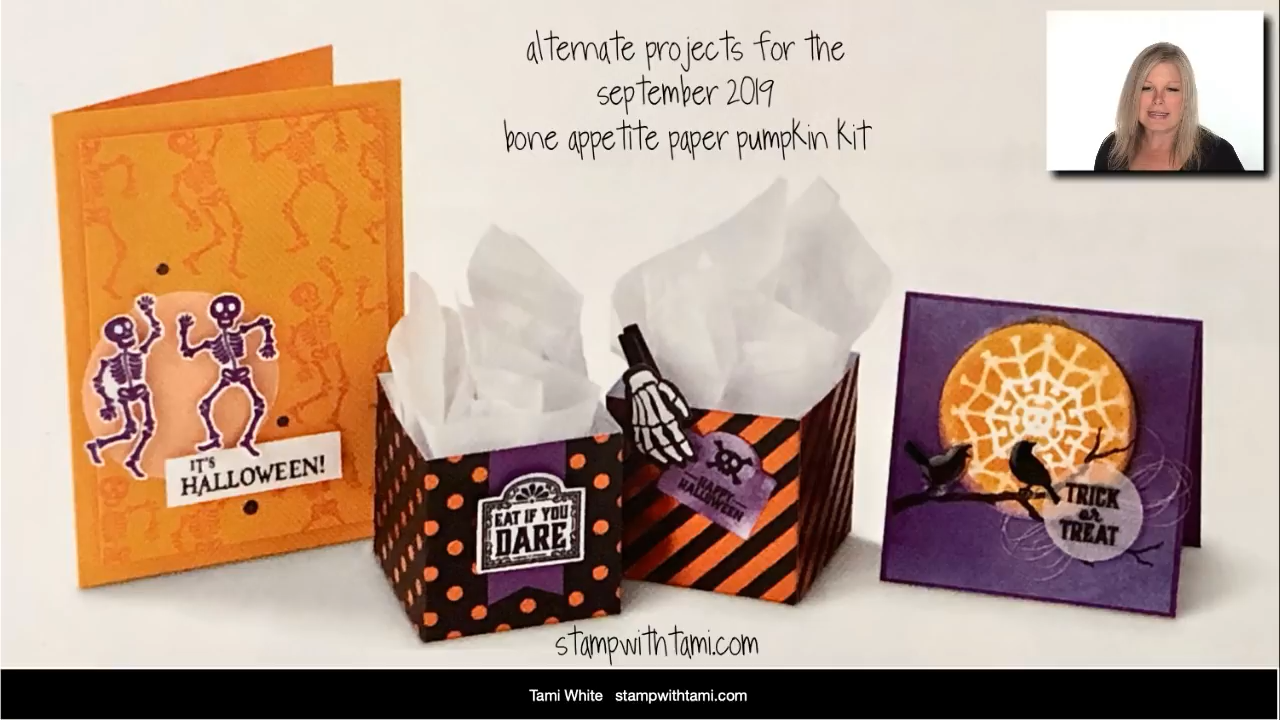 alternate projects for the
september 2019
bone appetite paper pumpkin kit
IT'S
HALLOWEEN!
EAT IF YOU
DARE
HAPPY
HALLOWEEN
TRICK
or
TREAT
stampwithtami.com
Tami White stampwithtami.com